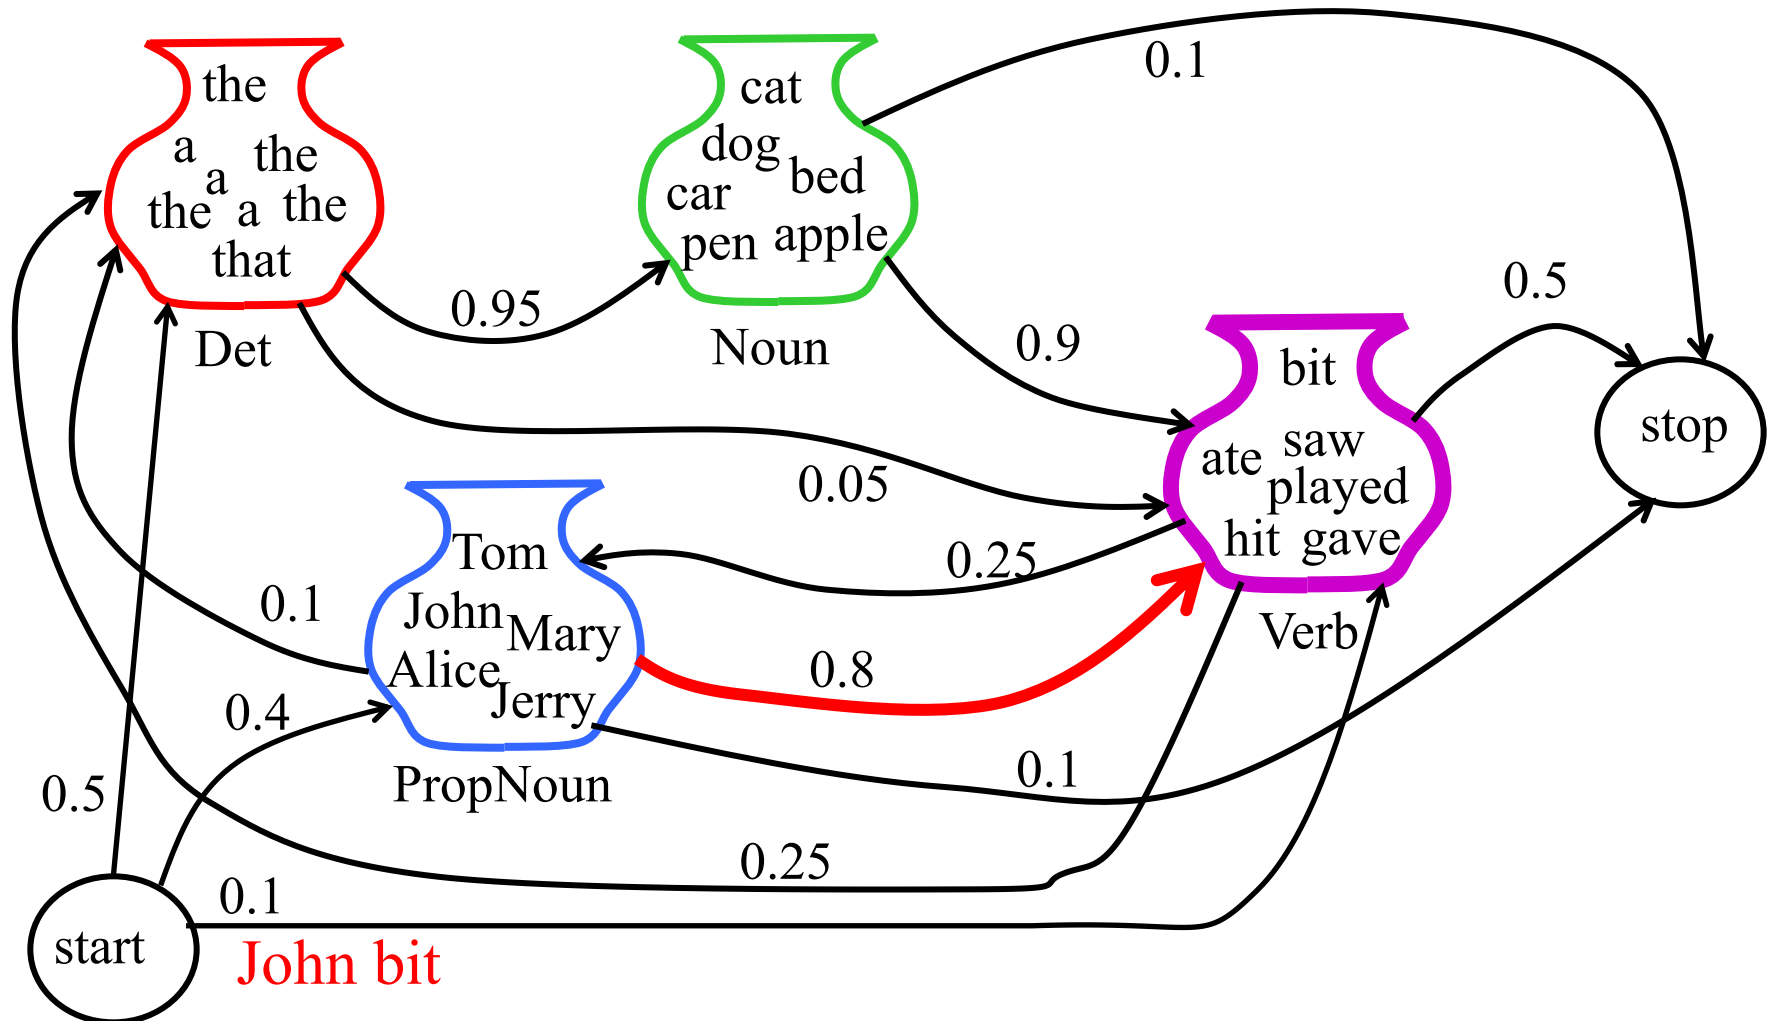 the
a the
a
the a the
that
Det
cat
dog
bed
car
pen apple
Noun
0.1
0.95
0.9
0.5
bit
saw
ate
played
hit gave
Verb
stop
0.05
0.25
Tom
John
Mary
Alice
Jerry
PropNoun
0.1
0.4
0.8
0.1
0.5
0.25
0.1
start
John bit